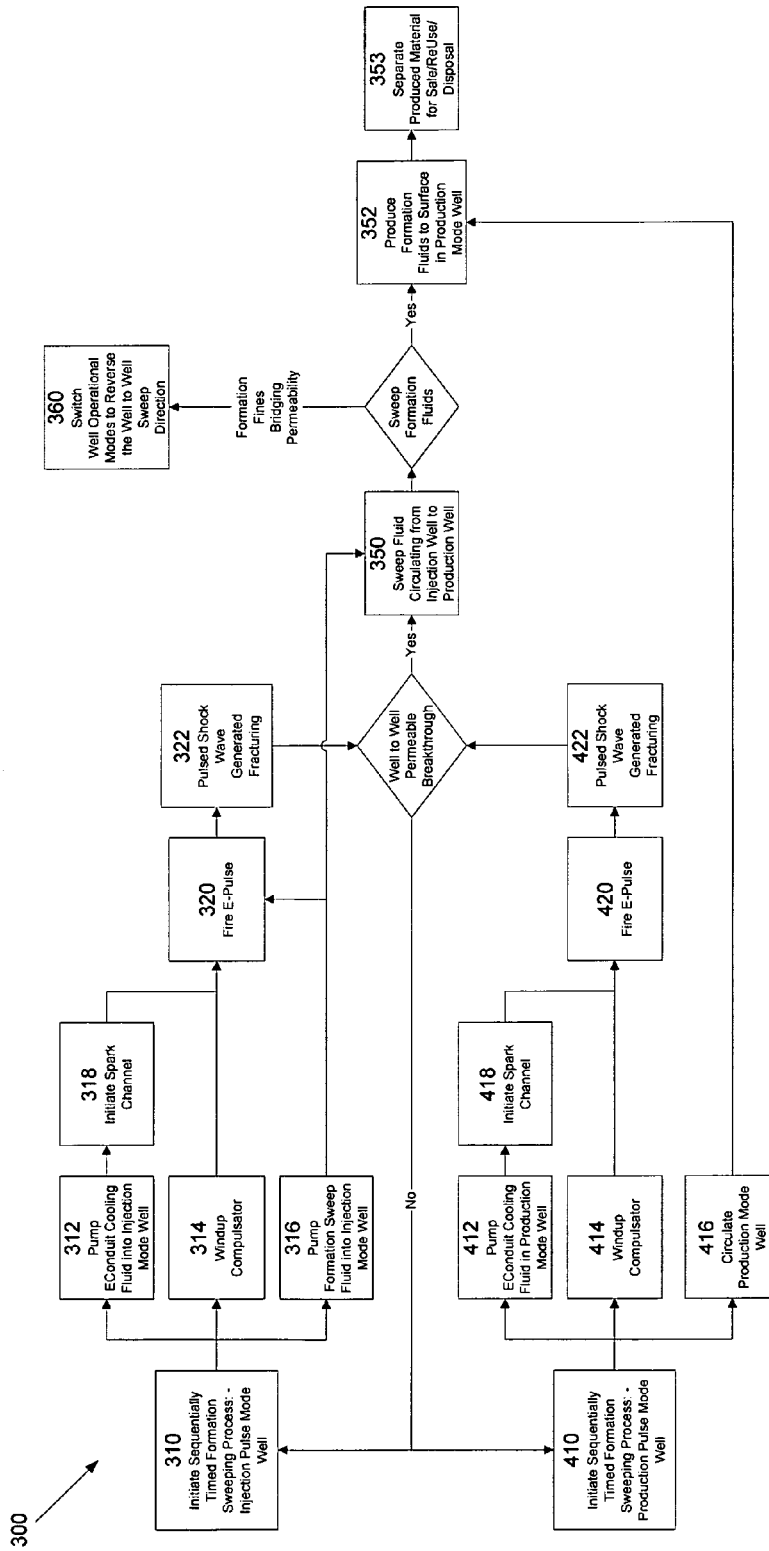 300
310
Initiate Sequentially
Timed Formation
Sweeping Process: -
Injection Pulse Mode
Well
312
Pump
EConduit Cooling
Fluid into Injection
Mode Well
314
Windup
Compulsator
316
Pump
Formation Sweep
Fluid into Injection
Mode Well
318
Initiate Spark
Channel
320
Fire E-Pulse
322
Pulsed Shock
Wave
Generated
Fracturing
410
Initiate Sequentially
Timed Formation
Sweeping Process: -
Production Pulse Mode
Well
412
Pump
EConduit Cooling
Fluid in Production
Mode Well
414
Windup
Compulsator
416
Circulate
Production Mode
Well
418
Initiate Spark
Channel
420
Fire E-Pulse
422
Pulsed Shock
Wave
Generated
Fracturing
No
Well to Well
Permeable
Breakthrough
Yes
350
Sweep Fluid
Circulating from
Injection Well to
Production Well
Sweep
Formation
Fluids
Formation
Fines
Bridging
Permeability
360
Switch
Well Operational
Modes to Reverse
the Well to Well
Sweep
Direction
Yes
352
Produce
Formation
Fluids to Surface
in Production
Mode Well
353
Separate
Produced Material
for Sale/ReUse/
Disposal